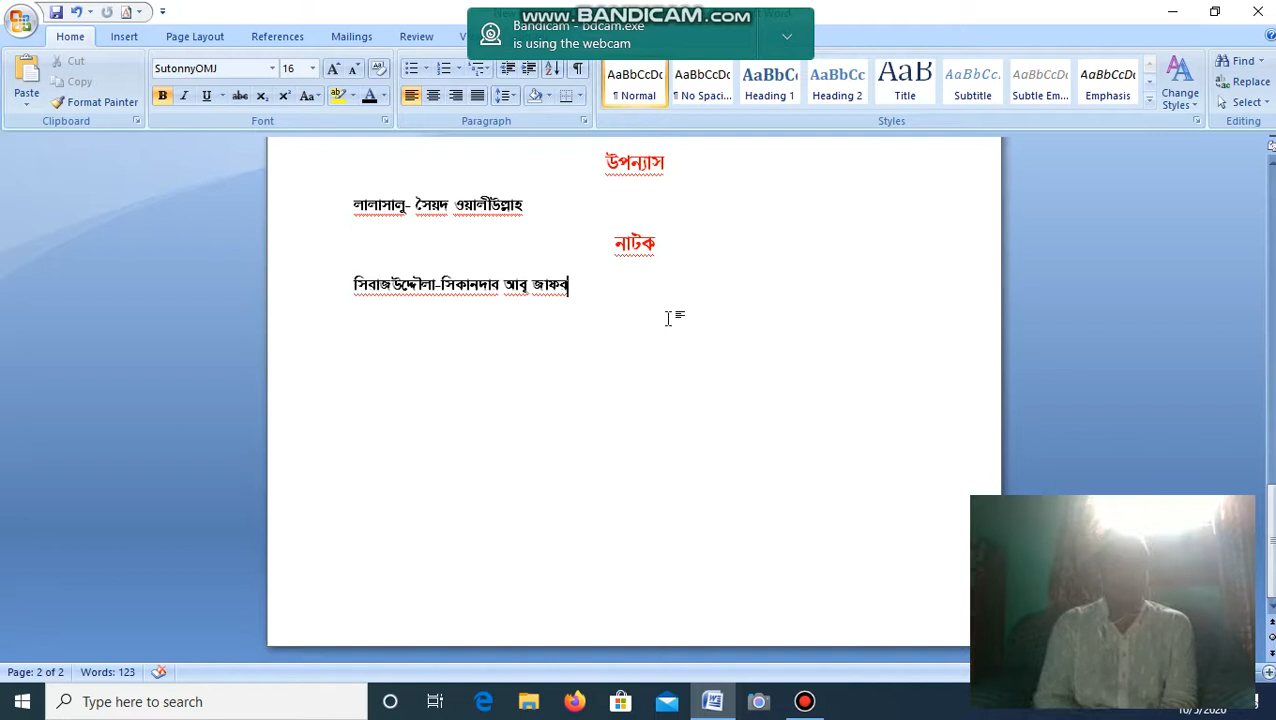 WWW.BANDICAM.COM
Bandicam - bdcam.exe
is using the webcam
Home Insert Page Layout References Mailings Review
Paste
Cut
Copy
Format Painter
Clipboard
SutonnyOMJ 16
Font
Paragraph
AaBbCcDc AaBbCcDc AaBbC AaBbCc AaB AaBbCc. AaBbCcDc AaBbCcDc
¶ Normal ¶ No Spaci... Heading 1 Heading 2 Title Subtitle Subtle Em... Emphasis
Change
Styles
Styles
Find
Replace
Select
Editing
উপন্যাস
লালাসালু- সৈয়দ ওয়ালীউল্লাহ
নাটক
সিবাজউদ্দৌলা-সিকানদাব আবু জাফব
Page: 2 of 2 Words: 123
Type here to search